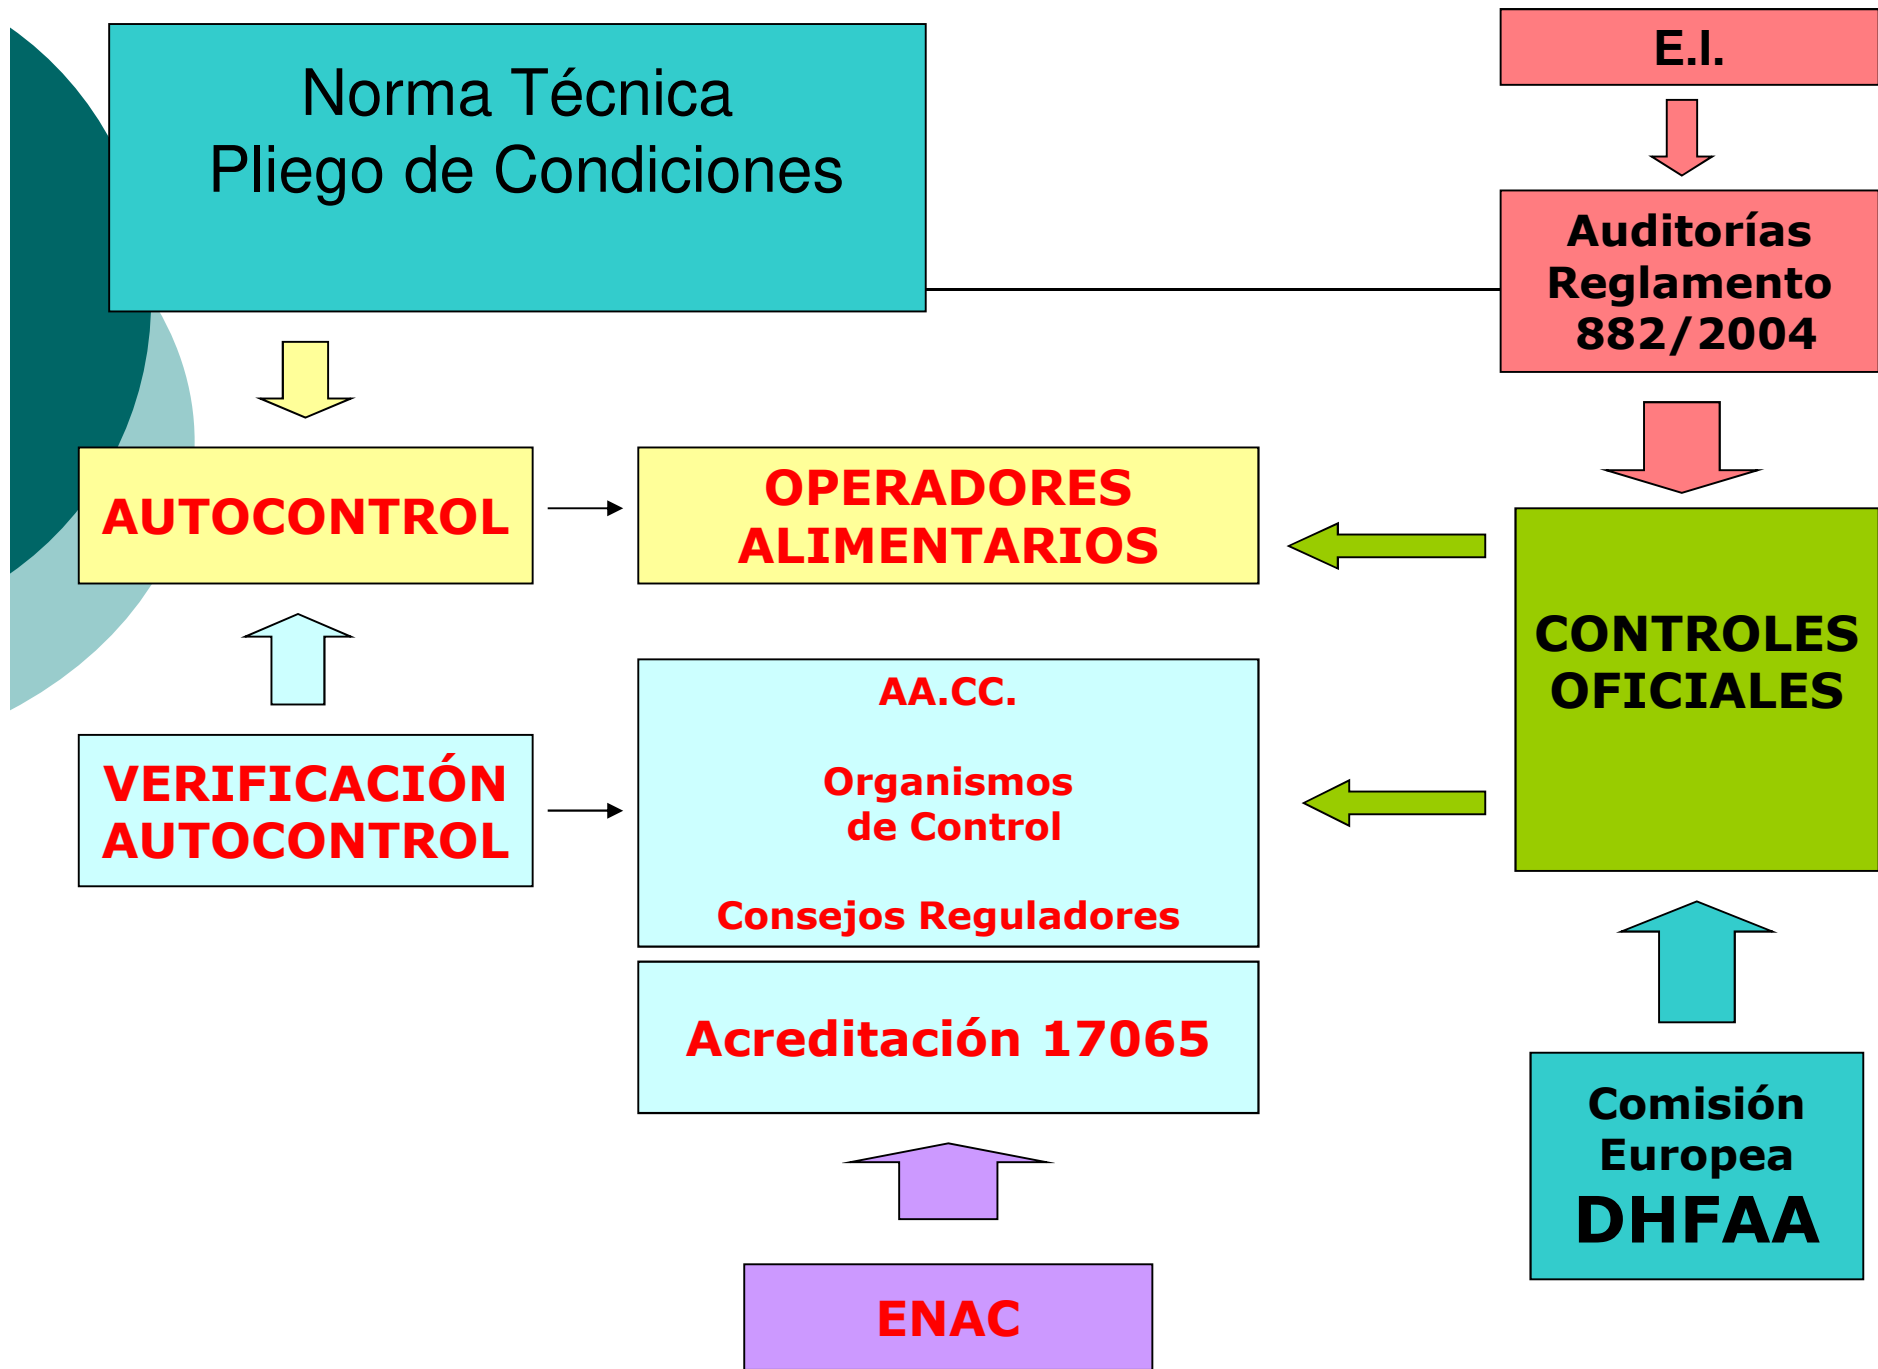 Norma Técnica
Pliego de Condiciones
E.I.
Auditorías
Reglamento
882/2004
AUTOCONTROL
OPERADORES
ALIMENTARIOS
CONTROLES
OFICIALES
VERIFICACIÓN
AUTOCONTROL
AA.CC.
Organismos
de Control
Consejos Reguladores
Acreditación 17065
Comisión
Europea
DHFAA
ENAC